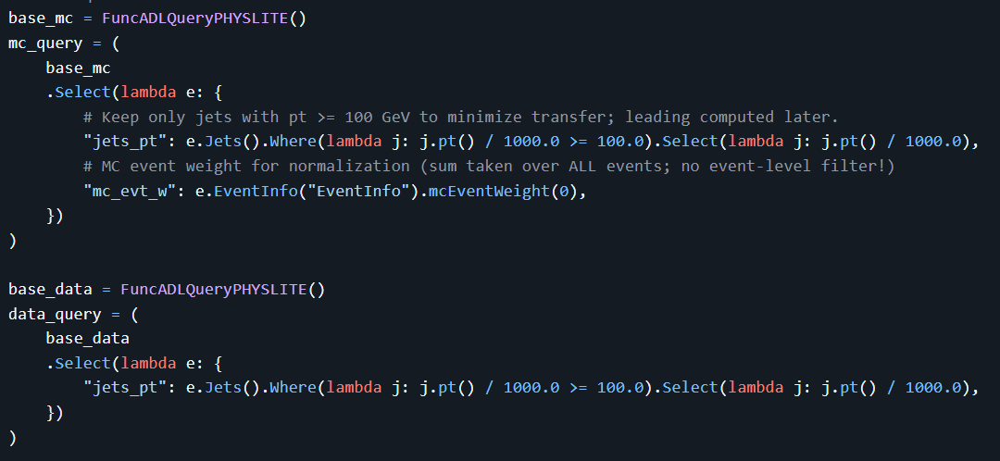 base_mc = FuncADLQueryPHYSLITE()
mc_query = (
    base_mc
    .Select(lambda e: {
        # Keep only jets with pt >= 100 GeV to minimize transfer; leading computed later.
        "jets_pt": e.Jets().Where(lambda j: j.pt() / 1000.0 >= 100.0).Select(lambda j: j.pt() / 1000.0),
        # MC event weight for normalization (sum taken over ALL events; no event-level filter!)
        "mc_evt_w": e.EventInfo("EventInfo").mcEventWeight(0),
    })
)

base_data = FuncADLQueryPHYSLITE()
data_query = (
    base_data
    .Select(lambda e: {
        "jets_pt": e.Jets().Where(lambda j: j.pt() / 1000.0 >= 100.0).Select(lambda j: j.pt() / 1000.0),
    })
)